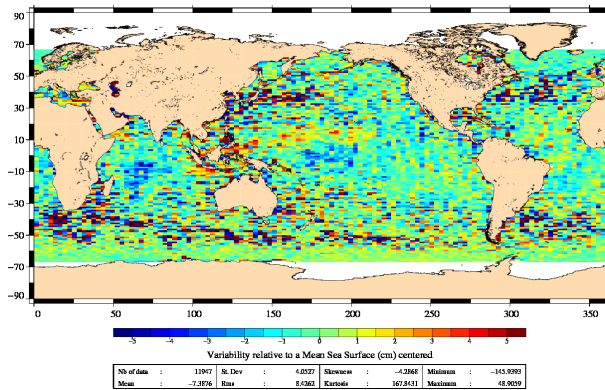 90
70
50
30
10
−10
−30
−50
−70
−90
0 50 100 150 200 250 300 350
−5 −4 −3 −2 −1 0 1 2 3 4 5
Variability relative to a Mean Sea Surface (cm) centered
Nb of data : 11947 St. Dev : 4.0527 Skewness : −4.2868 Minimum : −145.9393
Mean : −7.3876 Rms : 8.4262 Kurtosis : 167.8431 Maximum : 48.9059